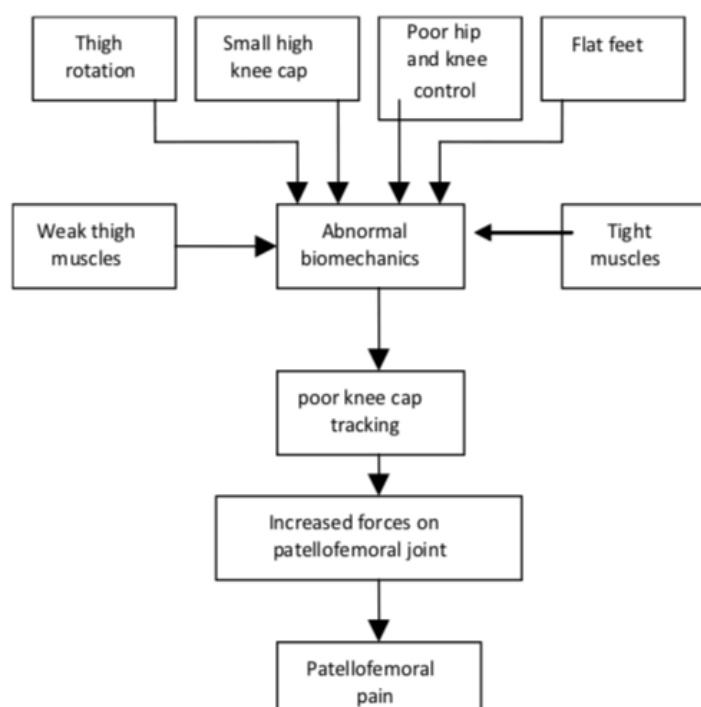 Thigh
rotation
Small high
knee cap
Poor hip
and knee
control
Flat feet
Weak thigh
muscles
Abnormal
biomechanics
Tight
muscles
poor knee cap
tracking
Increased forces on
patellofemoral joint
Patellofemoral
pain